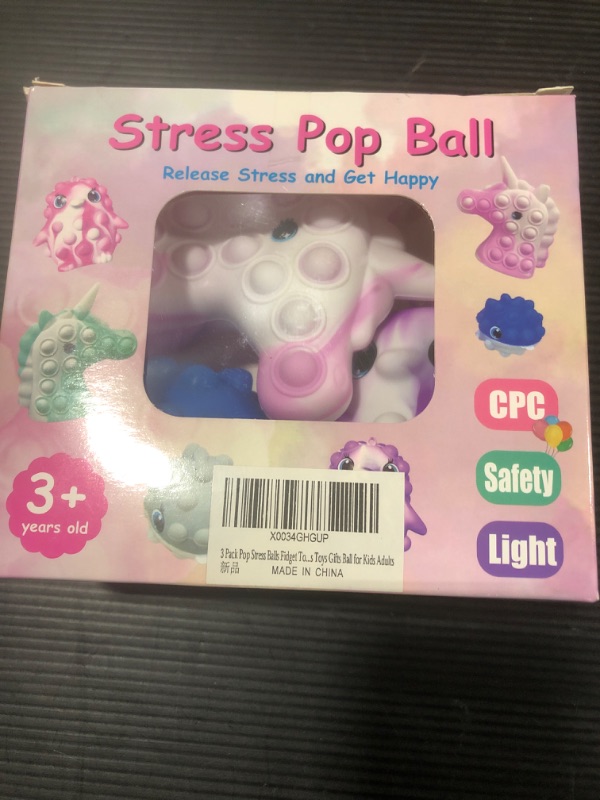 Stress Pop Ball
Release Stress and Get Happy
CPC
Safety
3+
years old
Light
X0034GHGUP
3 Pack Pop Stress Balls Fidget To...s Toys Gifts Ball for Kids Adults
新品 MADE IN CHINA